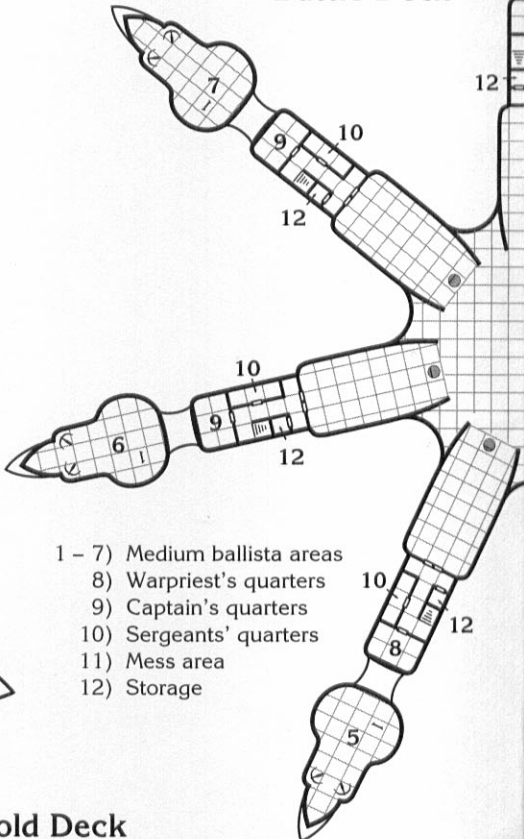 7
12
9
10
12
10
9
6
12
1 – 7) Medium ballista areas
8) Warpriest's quarters
9) Captain's quarters
10) Sergeants' quarters
11) Mess area
12) Storage
10
12
8
5
old Deck